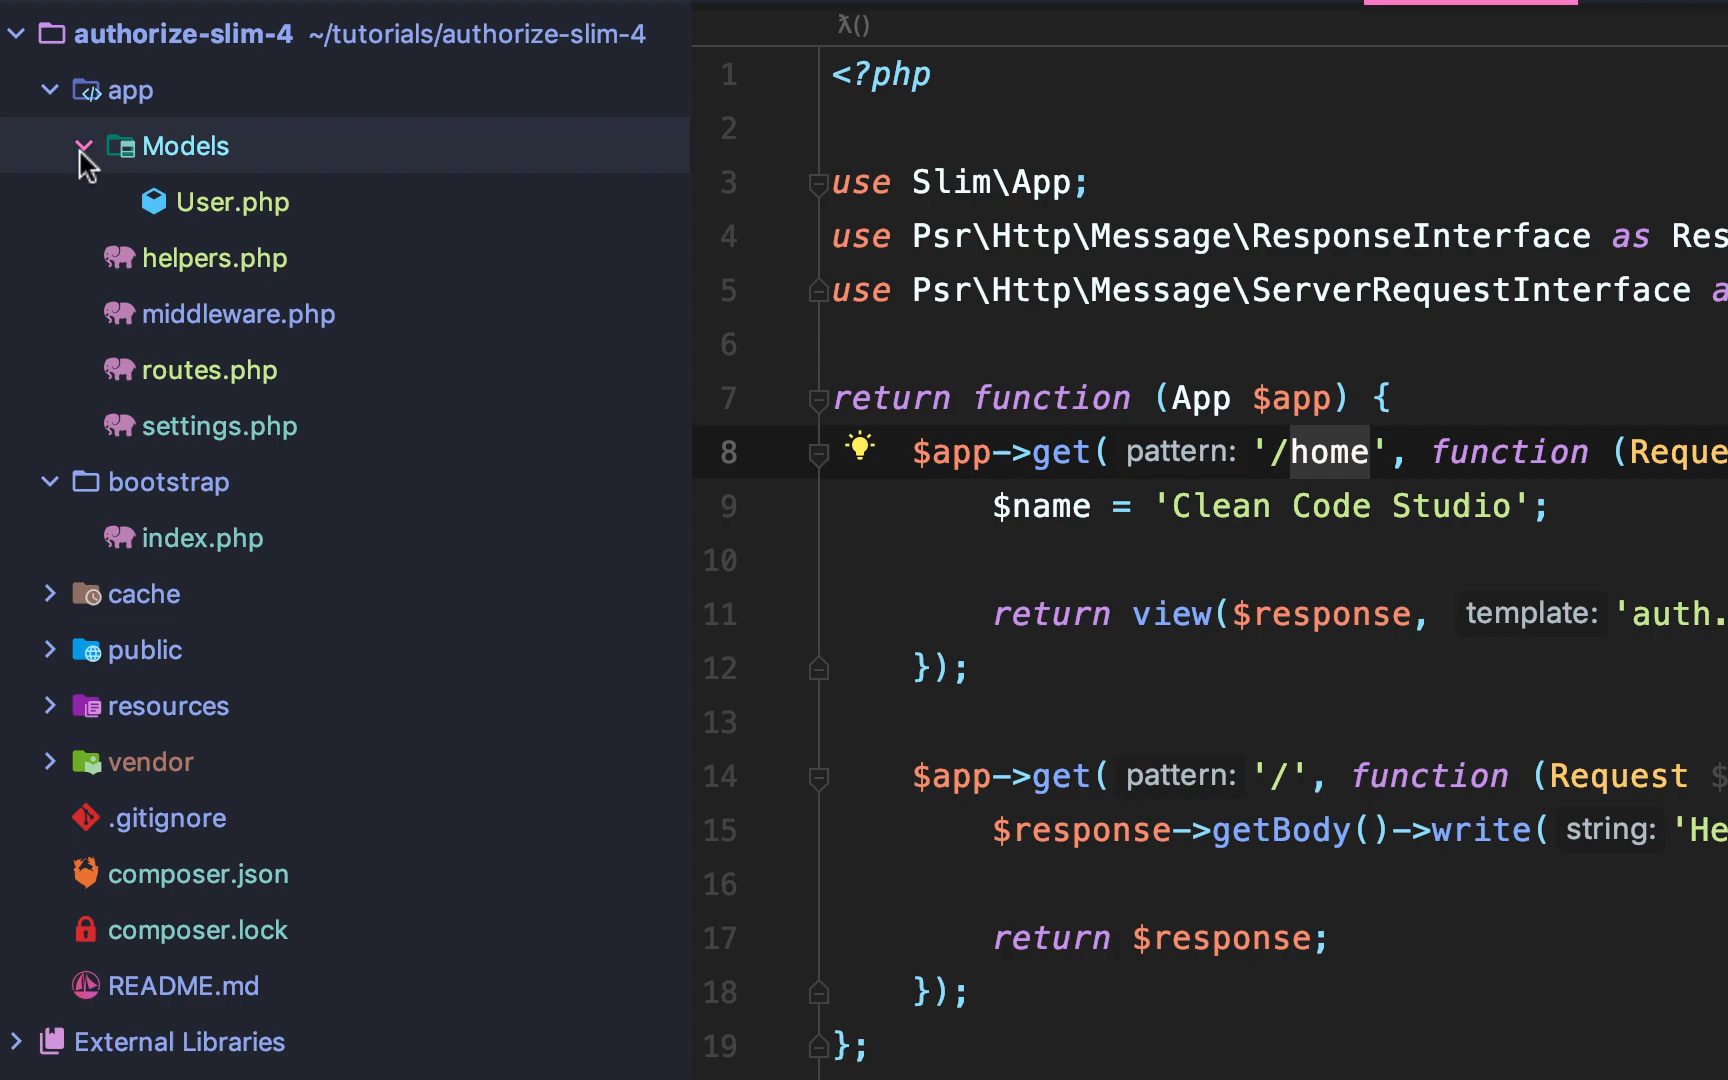 authorize-slim-4 ~/tutorials/authorize-slim-4
app
Models
User.php
helpers.php
middleware.php
routes.php
settings.php
bootstrap
index.php
cache
public
resources
vendor
.gitignore
composer.json
composer.lock
README.md
External Libraries
λ()
1 <?php
2
3 use Slim\App;
4 use Psr\Http\Message\ResponseInterface as Res
5 use Psr\Http\Message\ServerRequestInterface a
6
7 return function (App $app) {
8 $app->get( pattern: '/home', function (Reque
9 $name = 'Clean Code Studio';
10
11 return view($response, template: 'auth.
12 });
13
14 $app->get( pattern: '/', function (Request $
15 $response->getBody()->write( string: 'He
16
17 return $response;
18 });
19 };